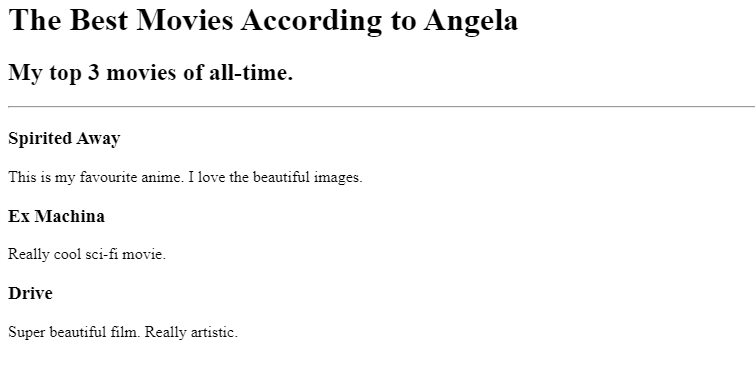 The Best Movies According to Angela
My top 3 movies of all-time.
Spirited Away
This is my favourite anime. I love the beautiful images.
Ex Machina
Really cool sci-fi movie.
Drive
Super beautiful film. Really artistic.